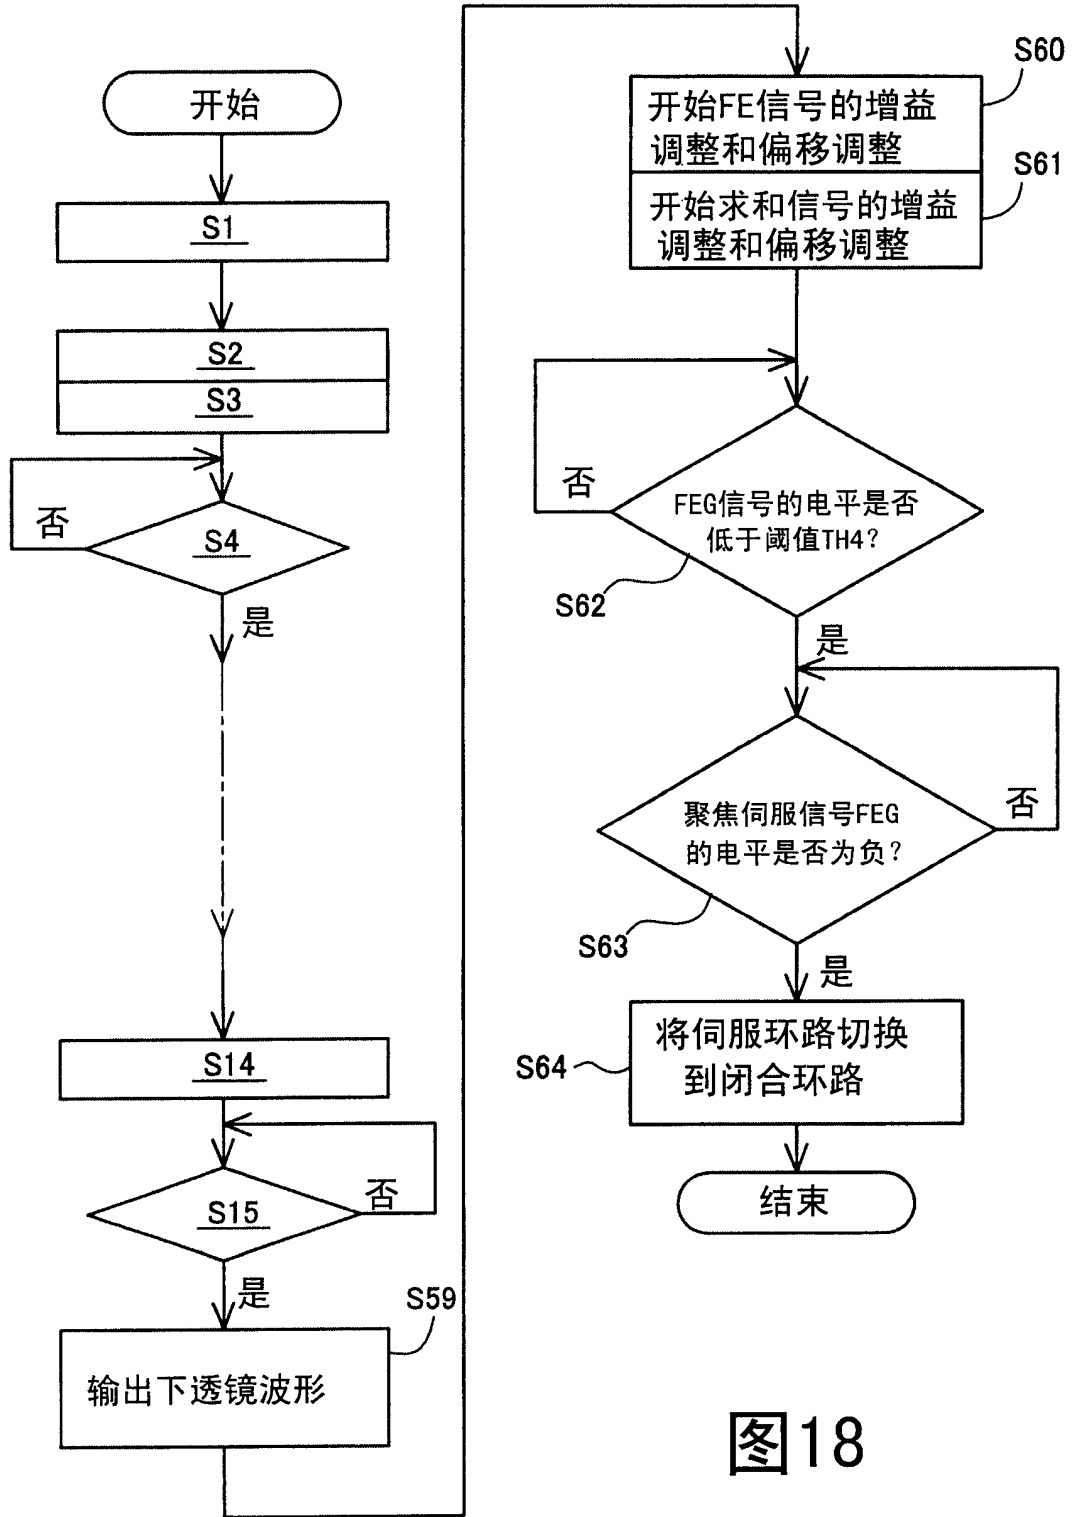 开始
S1
S2
S3
S4
否
是
S14
S15
否
是
S59
输出下透镜波形
S60
开始FE信号的增益
调整和偏移调整
S61
开始求和信号的增益
调整和偏移调整
否
FEG信号的电平是否
低于阈值TH4?
S62
是
否
聚焦伺服信号FEG
的电平是否为负?
S63
是
S64
将伺服环路切换
到闭合环路
结束
图18